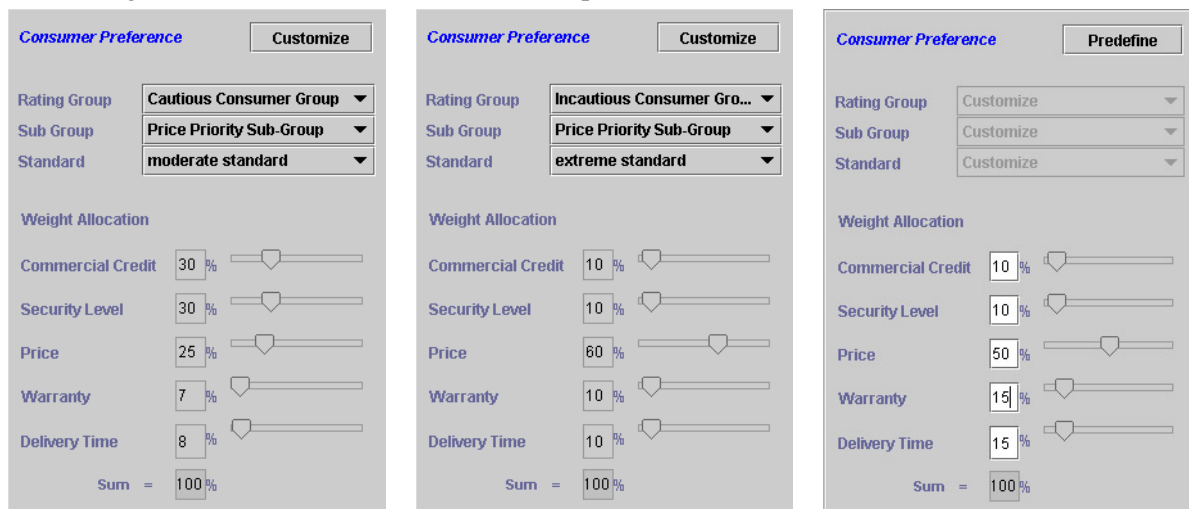 Consumer Preference Customize
Rating Group Cautious Consumer Group
Sub Group Price Priority Sub-Group
Standard moderate standard
Weight Allocation
Commercial Credit 30 %
Security Level 30 %
Price 25 %
Warranty 7 %
Delivery Time 8 %
Sum = 100 %
Consumer Preference Customize
Rating Group Incautious Consumer Gro...
Sub Group Price Priority Sub-Group
Standard extreme standard
Weight Allocation
Commercial Credit 10 %
Security Level 10 %
Price 60 %
Warranty 10 %
Delivery Time 10 %
Sum = 100 %
Consumer Preference Predefine
Rating Group Customize
Sub Group Customize
Standard Customize
Weight Allocation
Commercial Credit 10 %
Security Level 10 %
Price 50 %
Warranty 15 %
Delivery Time 15 %
Sum = 100 %